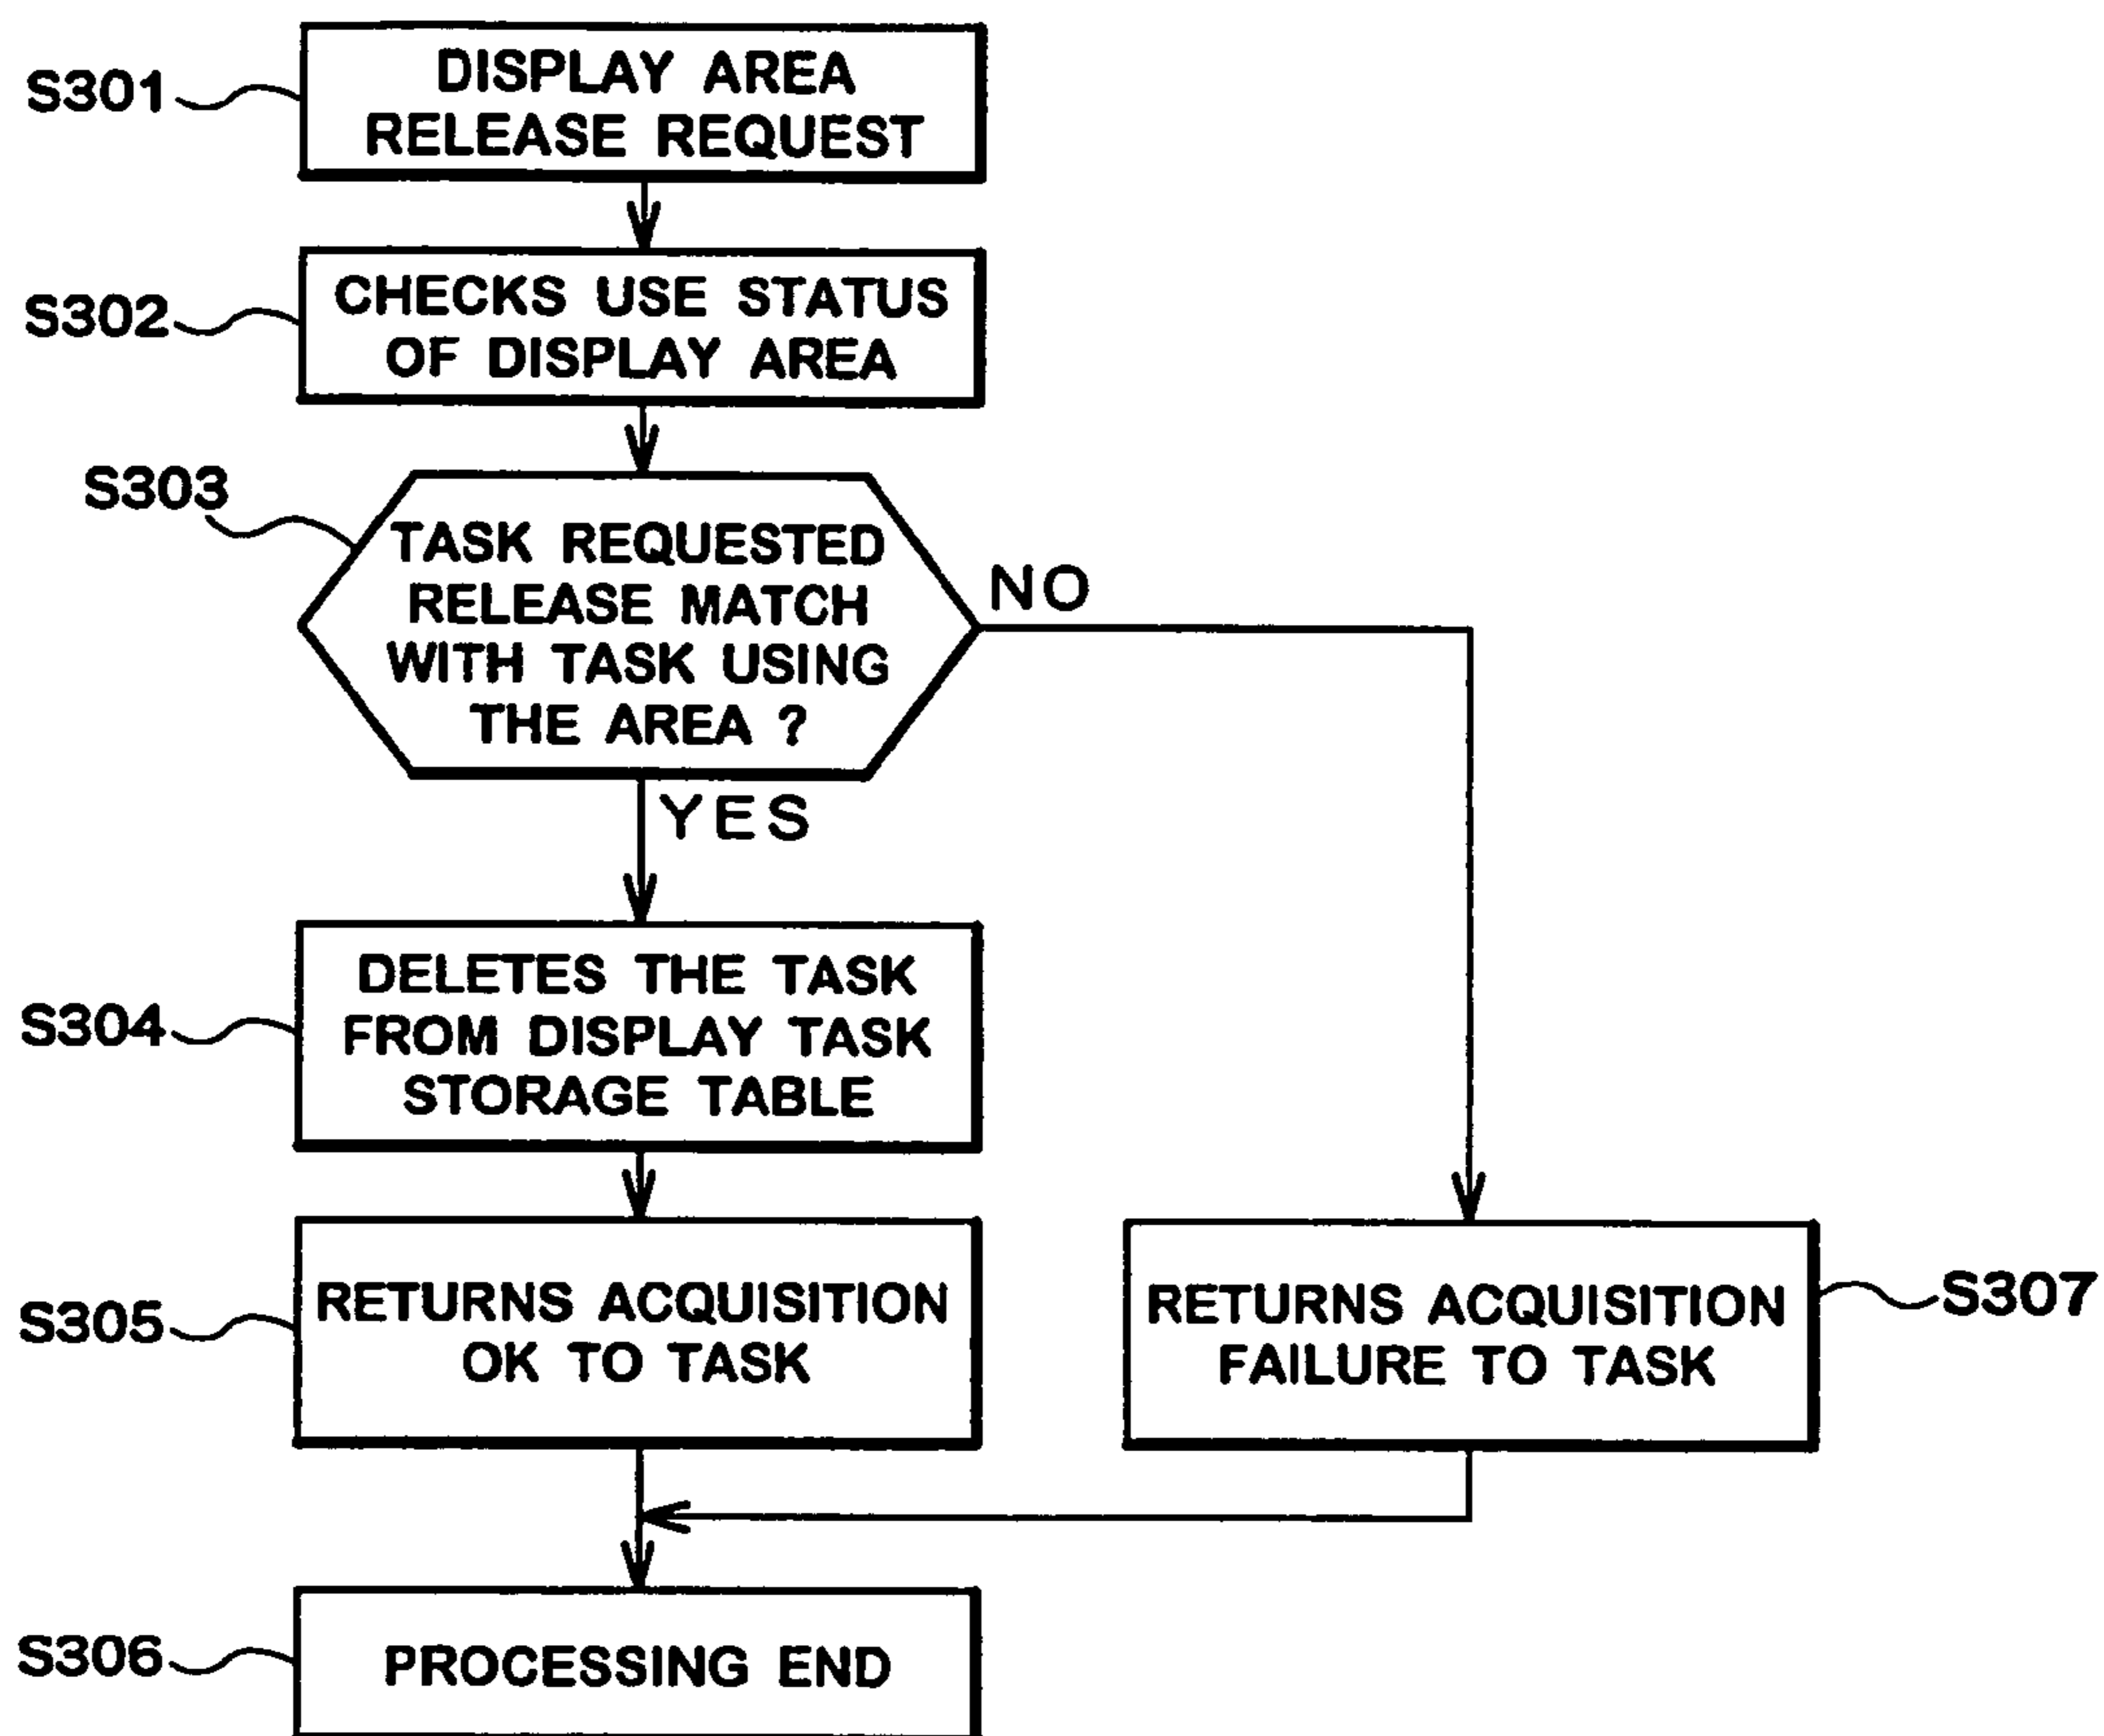 S301
DISPLAY AREA
RELEASE REQUEST
S302
CHECKS USE STATUS
OF DISPLAY AREA
S303
TASK REQUESTED
RELEASE MATCH
WITH TASK USING
THE AREA ?
NO
YES
S304
DELETES THE TASK
FROM DISPLAY TASK
STORAGE TABLE
S305
RETURNS ACQUISITION
OK TO TASK
RETURNS ACQUISITION
FAILURE TO TASK
S307
S306
PROCESSING END